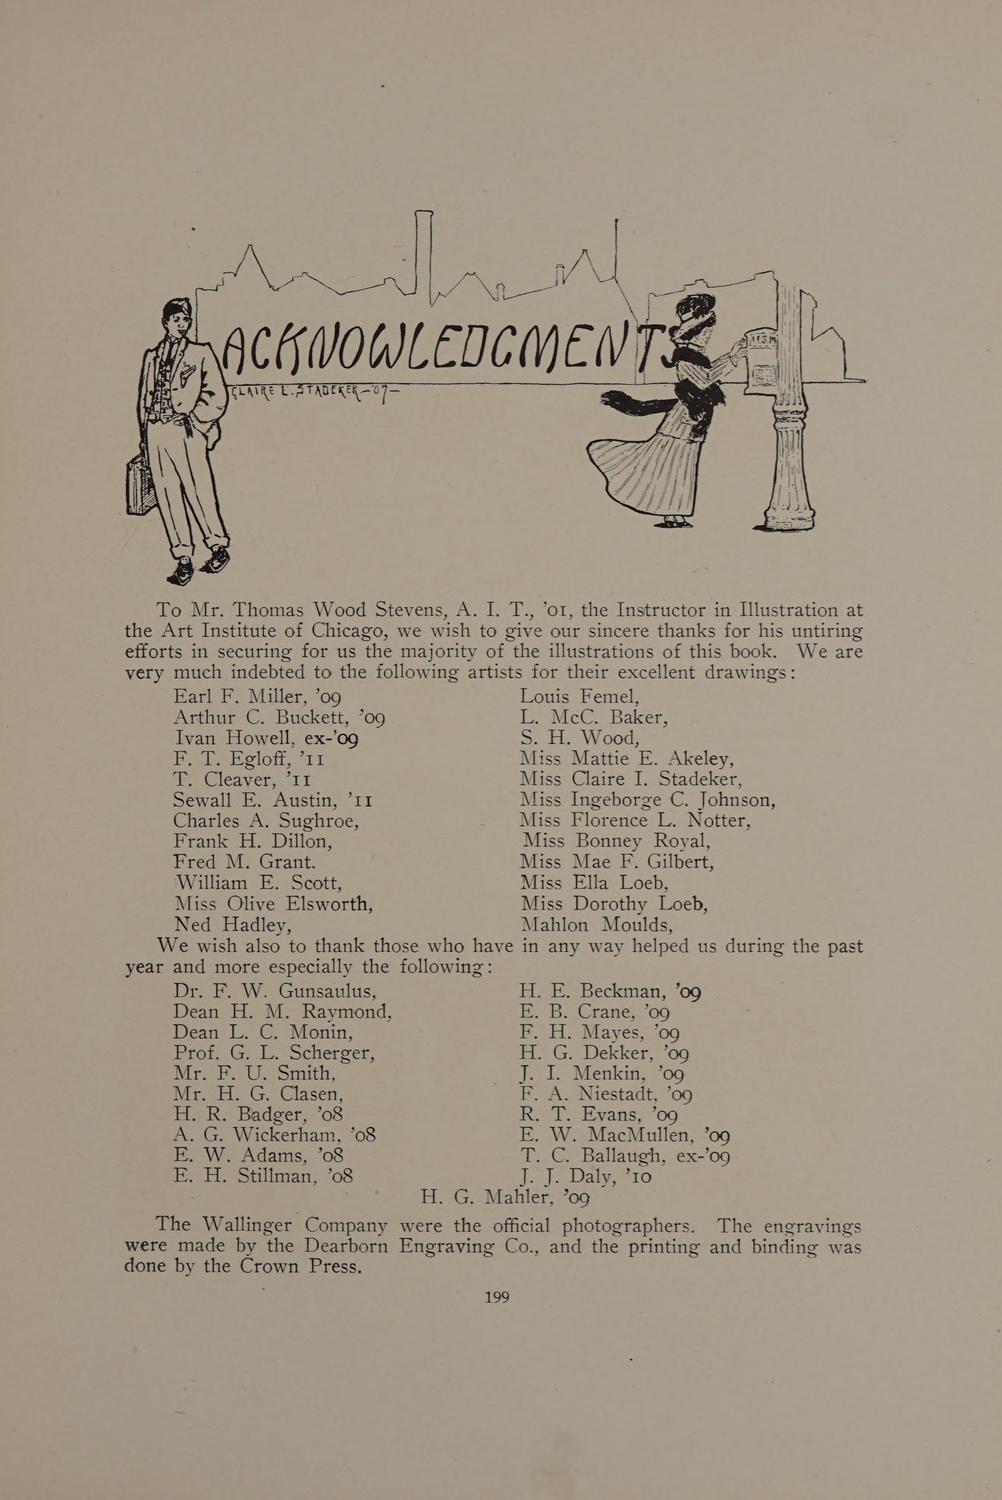 ACKNOWLEDGMENTS
CLAIRE L. STADEKER—'07—
To Mr. Thomas Wood Stevens, A. I. T., ’01, the Instructor in Illustration at
the Art Institute of Chicago, we wish to give our sincere thanks for his untiring
efforts in securing for us the majority of the illustrations of this book. We are
very much indebted to the following artists for their excellent drawings:
Earl F. Miller, ’09
Arthur C. Buckett, ’09
Ivan Howell, ex-’09
F. T. Egloff, ’11
T. Cleaver, ’11
Sewall E. Austin, ’11
Charles A. Sughroe,
Frank H. Dillon,
Fred M. Grant.
William E. Scott,
Miss Olive Elsworth,
Ned Hadley,
Louis Femel,
L. McC. Baker,
S. H. Wood,
Miss Mattie E. Akeley,
Miss Claire I. Stadeker,
Miss Ingeborge C. Johnson,
Miss Florence L. Notter,
Miss Bonney Royal,
Miss Mae F. Gilbert,
Miss Ella Loeb,
Miss Dorothy Loeb,
Mahlon Moulds,
We wish also to thank those who have in any way helped us during the past
year and more especially the following:
Dr. F. W. Gunsaulus,
Dean H. M. Raymond,
Dean L. C. Monin,
Prof. G. L. Scherger,
Mr. F. U. Smith,
Mr. H. G. Clasen,
H. R. Badger, ’08
A. G. Wickerham, ’08
E. W. Adams, ’08
E. H. Stillman, ’08
H. E. Beckman, ’09
E. B. Crane, ’09
F. H. Mayes, ’09
H. G. Dekker, ’09
J. I. Menkin, ’09
F. A. Niestadt, ’09
R. T. Evans, ’09
E. W. MacMullen, ’09
T. C. Ballaugh, ex-’09
J. J. Daly, ’10
H. G. Mahler, ’09
The Wallinger Company were the official photographers. The engravings
were made by the Dearborn Engraving Co., and the printing and binding was
done by the Crown Press.
199